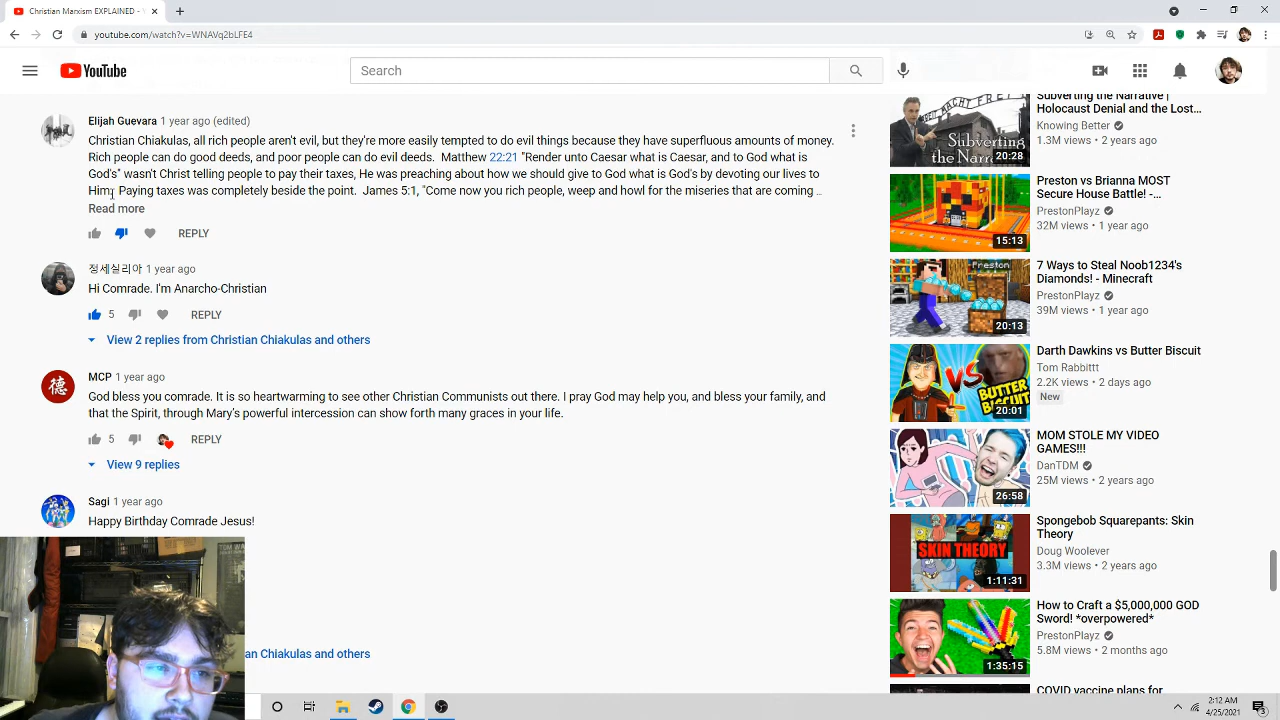 Christian Marxism EXPLAINED - Y
youtube.com/watch?v=WNAVq2bLFE4
YouTube
Search
Elijah Guevara 1 year ago (edited)
Christian Chiakulas, all rich people aren't evil, but they're more easily tempted to do evil things because they have superfluous amounts of money.
Rich people can do good deeds, and poor people can do evil deeds. Matthew 22:21 "Render unto Caesar what is Caesar, and to God what is
God's" wasn't Christ telling people to pay their taxes, He was preaching about how we should give to God what is God's by devoting our lives to
Him. Paying taxes was completely beside the point. James 5:1, "Come now you rich people, weep and howl for the miseries that are coming …
Read more
REPLY
정세실리아 1 year ago
Hi Comrade. I'm Anarcho-Christian
5 REPLY
View 2 replies from Christian Chiakulas and others
MCP 1 year ago
God bless you comrade. It is so heartwarming to see other Christian Communists out there. I pray God may help you, and bless your family, and
that the Spirit, through Mary's powerful intercession can show forth many graces in your life.
5 REPLY
View 9 replies
Sagi 1 year ago
Happy Birthday Comrade Jesus!
an Chiakulas and others
MACHT FREI
Subverting
the Narr
20:28
Subverting the Narrative |
Holocaust Denial and the Lost...
Knowing Better
1.3M views • 2 years ago
15:13
Preston vs Brianna MOST
Secure House Battle! -...
PrestonPlayz
32M views • 1 year ago
Preston
20:13
7 Ways to Steal Noob1234's
Diamonds! - Minecraft
PrestonPlayz
39M views • 1 year ago
VS
BUTTER
BISCUIT
20:01
Darth Dawkins vs Butter Biscuit
Tom Rabbittt
2.2K views • 2 days ago
New
26:58
MOM STOLE MY VIDEO
GAMES!!!
DanTDM
25M views • 2 years ago
SKIN THEORY
1:11:31
Spongebob Squarepants: Skin
Theory
Doug Woolever
3.3M views • 2 years ago
1:35:15
How to Craft a $5,000,000 GOD
Sword! *overpowered*
PrestonPlayz
5.8M views • 2 months ago
COVID vaccine plans for
德
2:12 AM
4/25/2021